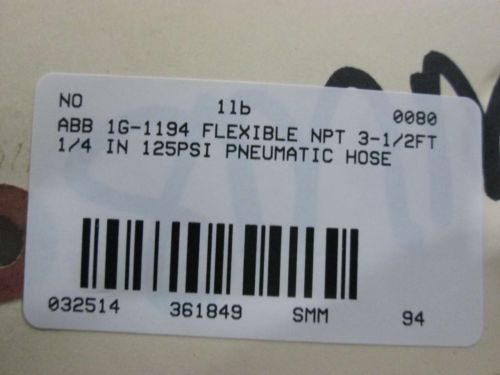 NO 1lb 0080
ABB 1G-1194 FLEXIBLE NPT 3-1/2FT
1/4 IN 125PSI PNEUMATIC HOSE
032514 361849 SMM 94